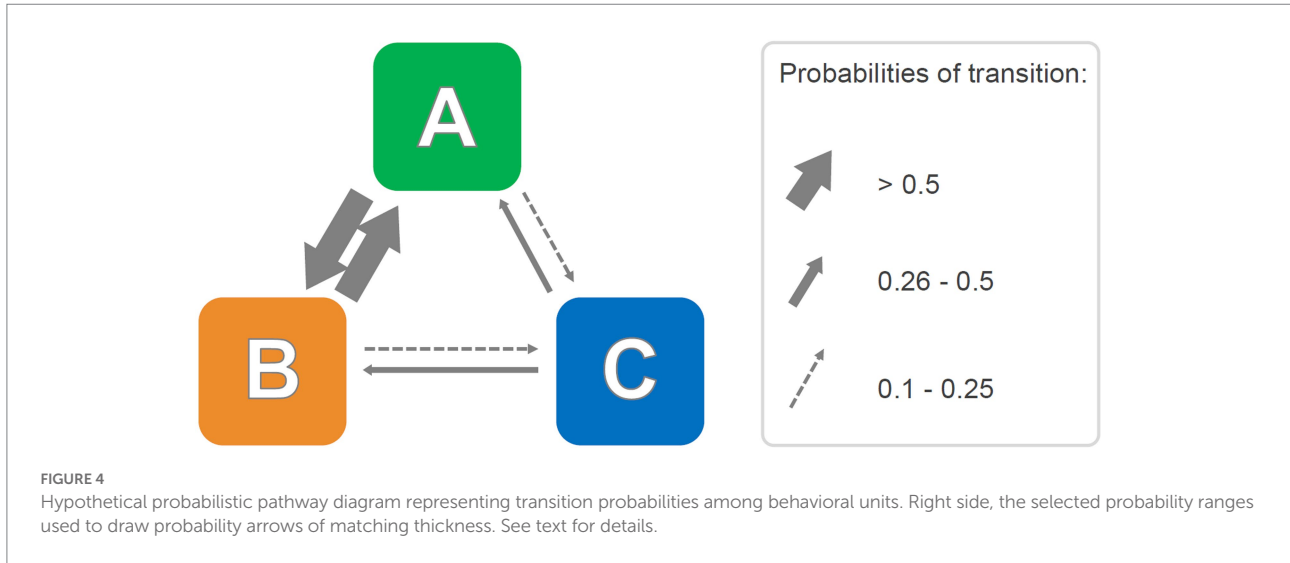 A
B
C
Probabilities of transition:
> 0.5
0.26 - 0.5
0.1 - 0.25
FIGURE 4
Hypothetical probabilistic pathway diagram representing transition probabilities among behavioral units. Right side, the selected probability ranges
used to draw probability arrows of matching thickness. See text for details.